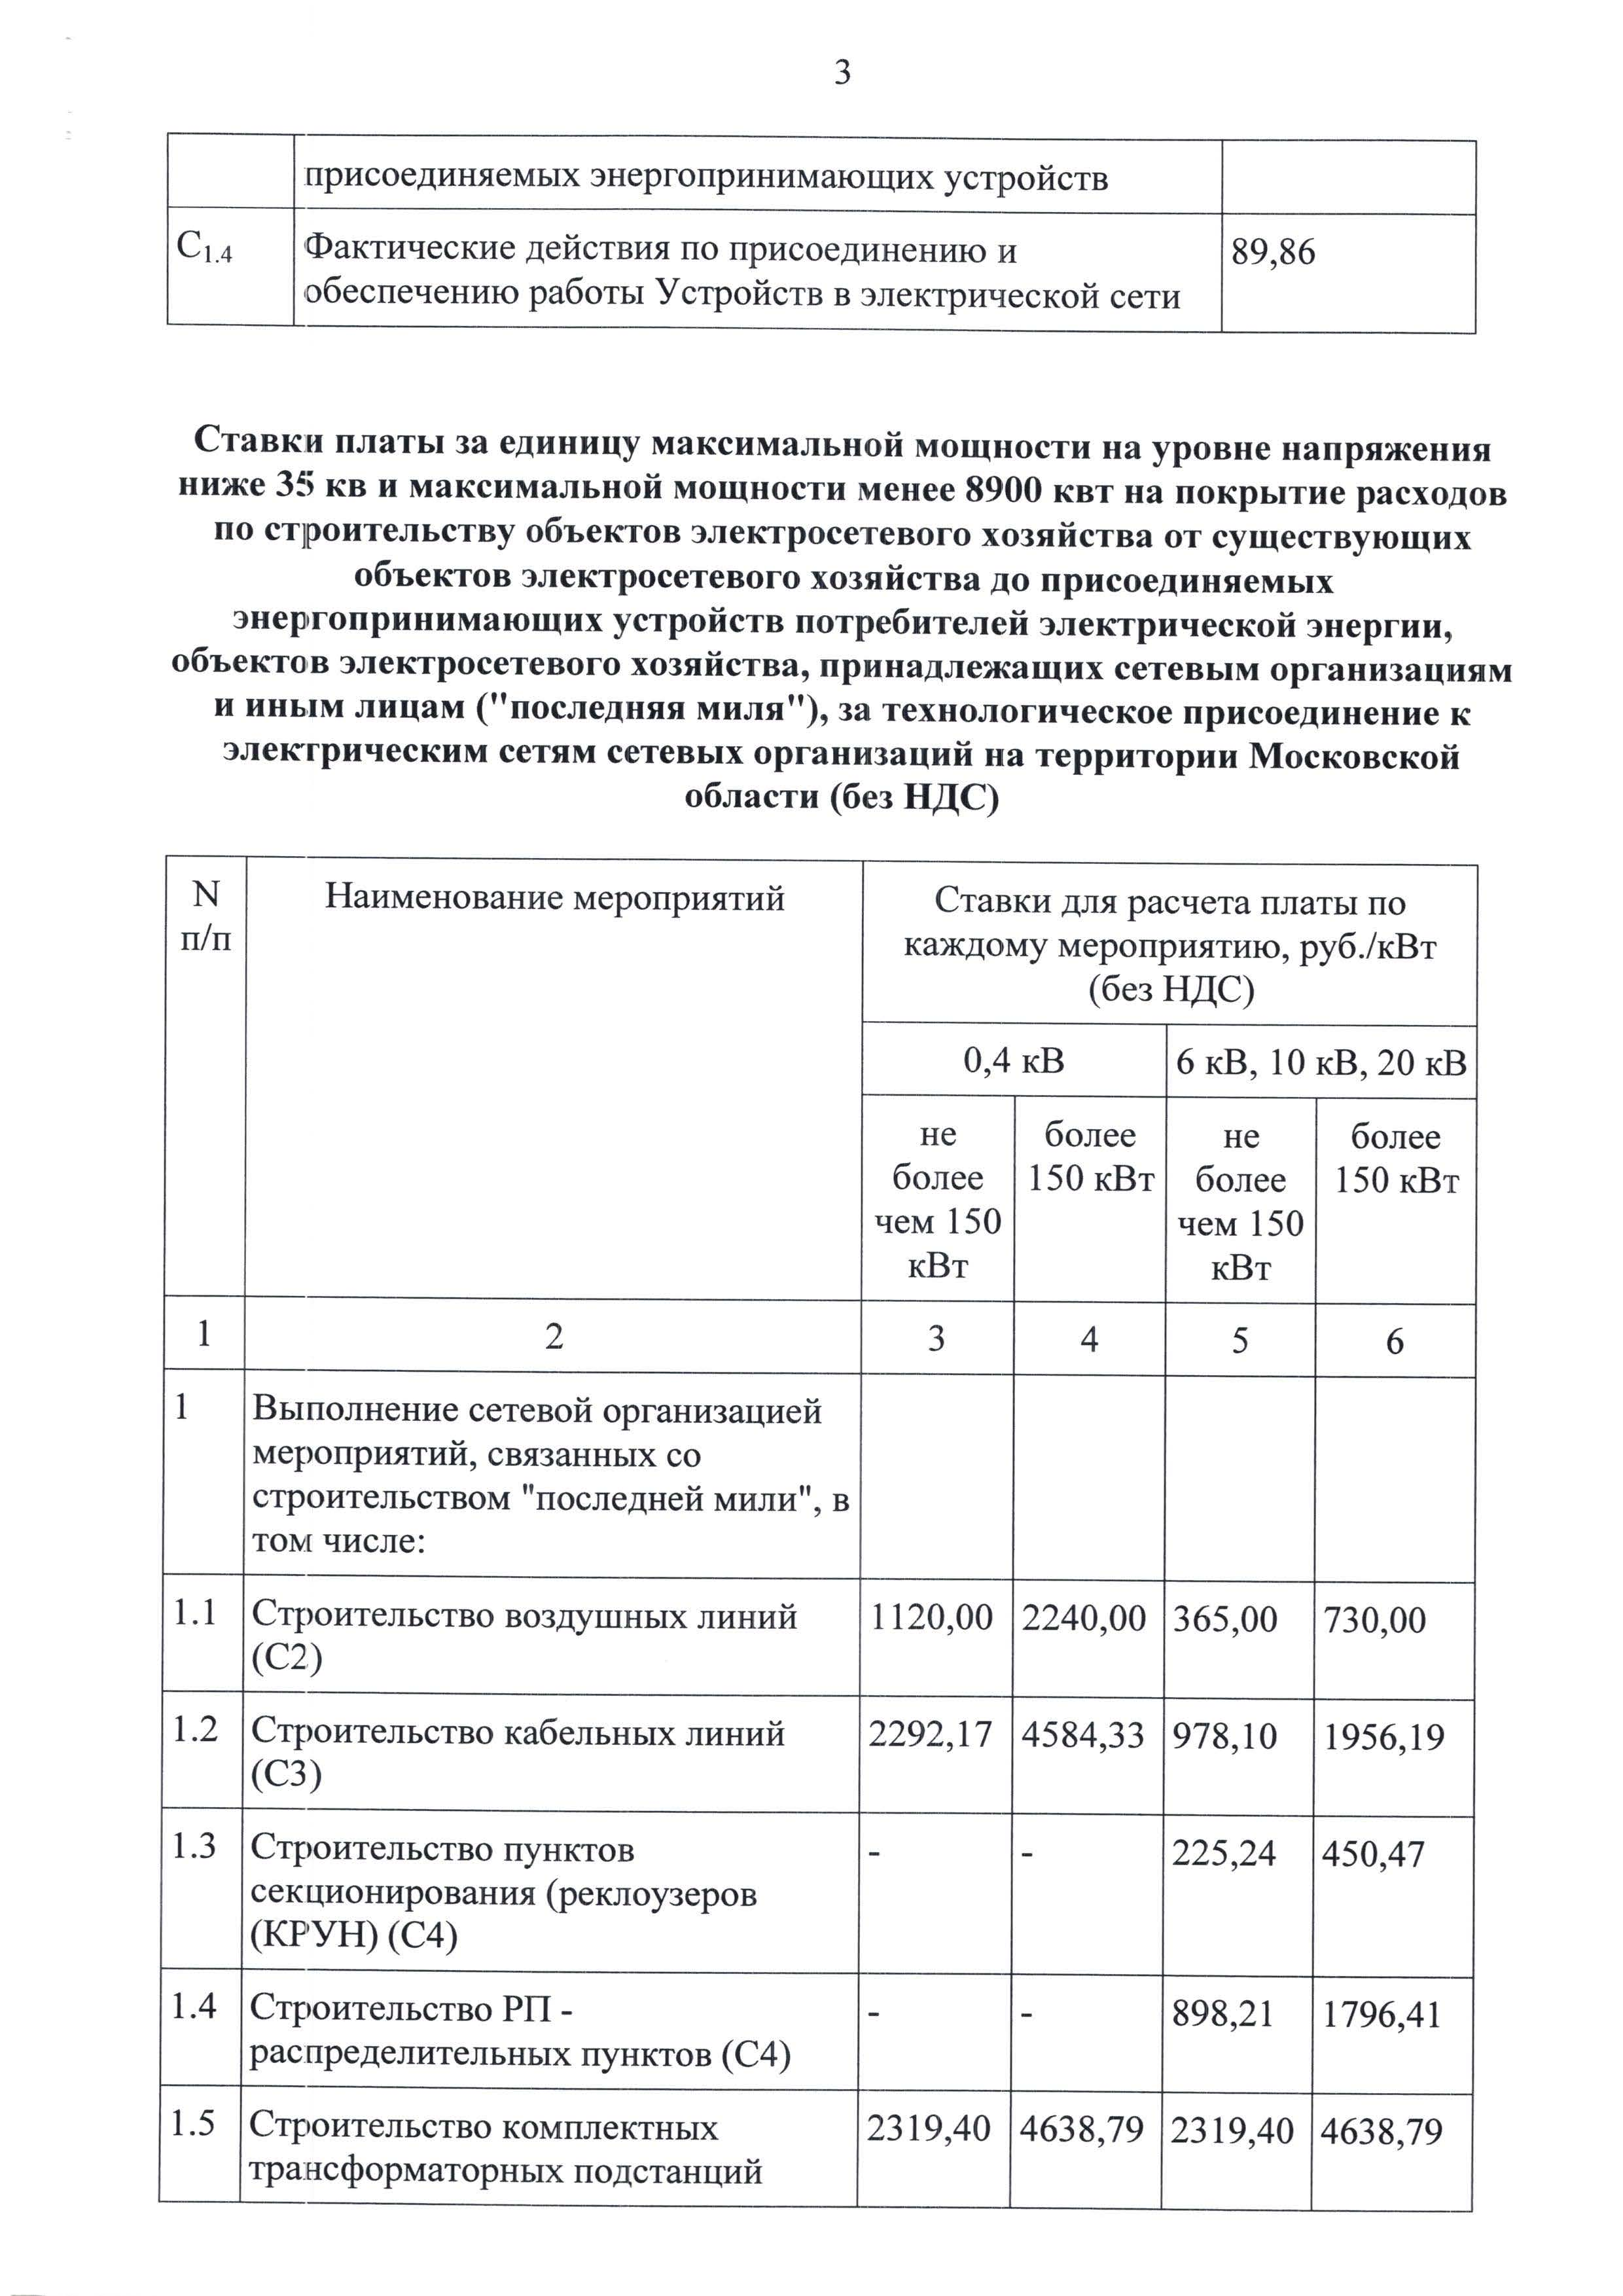 3
присоединяемых энергопринимающих устройств
C1.4
Фактические действия по присоединению и
обеспечению работы Устройств в электрической сети
89,86
Ставки платы за единицу максимальной мощности на уровне напряжения
ниже 35 кв и максимальной мощности менее 8900 квт на покрытие расходов
по строительству объектов электросетевого хозяйства от существующих
объектов электросетевого хозяйства до присоединяемых
энергопринимающих устройств потребителей электрической энергии,
объектов электросетевого хозяйства, принадлежащих сетевым организациям
и иным лицам ("последняя миля"), за технологическое присоединение к
электрическим сетям сетевых организаций на территории Московской
области (без НДС)
N
п/п
Наименование мероприятий
Ставки для расчета платы по
каждому мероприятию, руб./кВт
(без НДС)
0,4 кВ
6 кВ, 10 кВ, 20 кВ
не
более
чем 150
кВт
более
150 кВт
не
более
чем 150
кВт
более
150 кВт
1 2 3 4 5 6
1
Выполнение сетевой организацией
мероприятий, связанных со
строительством "последней мили", в
том числе:
1.1
Строительство воздушных линий
(С2)
1120,00 2240,00 365,00 730,00
1.2
Строительство кабельных линий
(С3)
2292,17 4584,33 978,10 1956,19
1.3
Строительство пунктов
секционирования (реклоузеров
(КРУН) (С4)
- - 225,24 450,47
1.4
Строительство РП -
распределительных пунктов (С4)
- - 898,21 1796,41
1.5
Строительство комплектных
трансформаторных подстанций
2319,40 4638,79 2319,40 4638,79